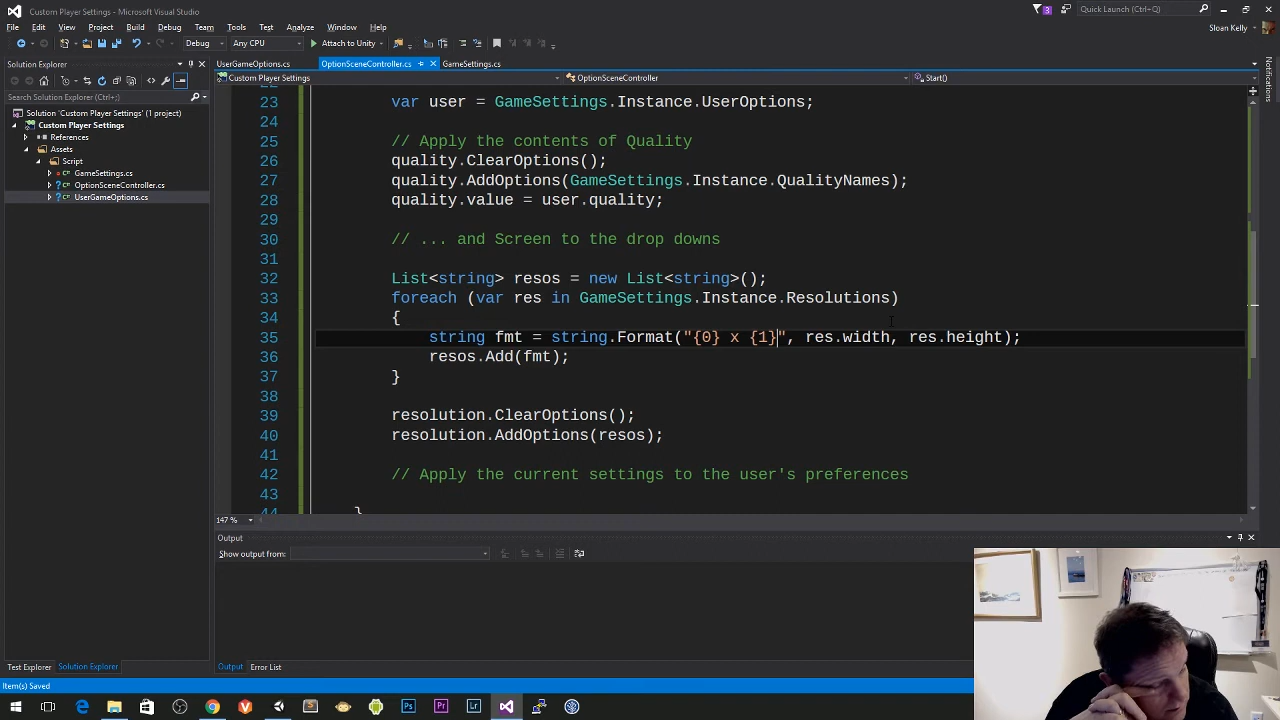 Custom Player Settings - Microsoft Visual Studio
3
Quick Launch (Ctrl+Q)
File Edit View Project Build Debug Team Tools Test Analyze Window Help
Sloan Kelly
Debug Any CPU Attach to Unity
Solution Explorer
UserGameOptions.cs OptionSceneController.cs GameSettings.cs
Custom Player Settings OptionSceneController Start()
Notifications
Search Solution Explorer (Ctrl+;)
Solution 'Custom Player Settings' (1 project)
Custom Player Settings
References
Assets
Script
GameSettings.cs
OptionSceneController.cs
UserGameOptions.cs
23 var user = GameSettings.Instance.UserOptions;
24
25 // Apply the contents of Quality
26 quality.ClearOptions();
27 quality.AddOptions(GameSettings.Instance.QualityNames);
28 quality.value = user.quality;
29
30 // ... and Screen to the drop downs
31
32 List<string> resos = new List<string>();
33 foreach (var res in GameSettings.Instance.Resolutions)
34 {
35 string fmt = string.Format("{0} x {1}", res.width, res.height);
36 resos.Add(fmt);
37 }
38
39 resolution.ClearOptions();
40 resolution.AddOptions(resos);
41
42 // Apply the current settings to the user's preferences
43
44 }
147 %
Output
Show output from:
Test Explorer Solution Explorer Output Error List
Item(s) Saved
Ps Pr Lr